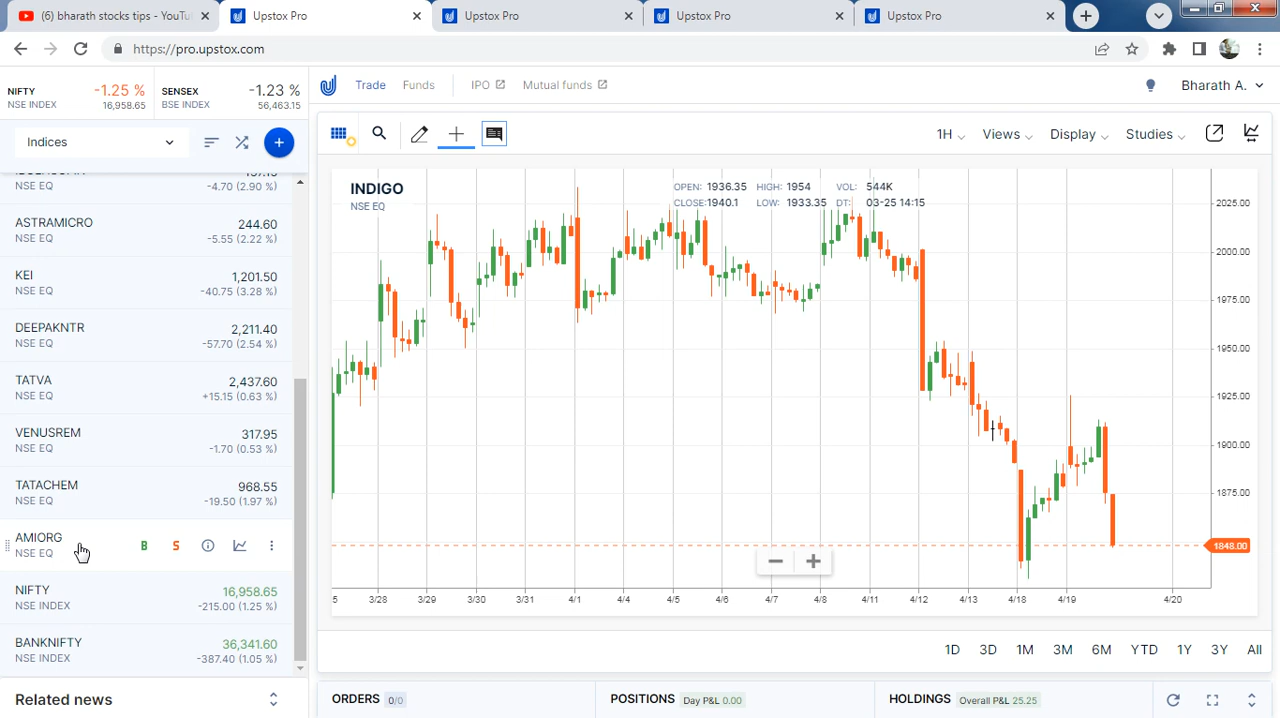 (6) bharath stocks tips - YouTu
Upstox Pro
Upstox Pro
Upstox Pro
Upstox Pro
https://pro.upstox.com
NIFTY
-1.25 %
NSE INDEX
16,958.65
SENSEX
-1.23 %
BSE INDEX
56,463.15
Trade
Funds
IPO
Mutual funds
Bharath A.
Indices
1H
Views
Display
Studies
NSE EQ
-4.70 (2.90 %)
ASTRAMICRO
244.60
NSE EQ
-5.55 (2.22 %)
KEI
1,201.50
NSE EQ
-40.75 (3.28 %)
DEEPAKNTR
2,211.40
NSE EQ
-57.70 (2.54 %)
TATVA
2,437.60
NSE EQ
+15.15 (0.63 %)
VENUSREM
317.95
NSE EQ
-1.70 (0.53 %)
TATACHEM
968.55
NSE EQ
-19.50 (1.97 %)
AMIORG
NSE EQ
B
S
NIFTY
16,958.65
NSE INDEX
-215.00 (1.25 %)
BANKNIFTY
36,341.60
NSE INDEX
-387.40 (1.05 %)
Related news
INDIGO
NSE EQ
OPEN: 1936.35 HIGH: 1954 VOL: 544K
CLOSE:1940.1 LOW: 1933.35 DT: 03-25 14:15
2025.00
2000.00
1975.00
1950.00
1925.00
1900.00
1875.00
1848.00
5 3/28 3/29 3/30 3/31 4/1 4/4 4/5 4/6 4/7 4/8 4/11 4/12 4/13 4/18 4/19 4/20
1D 3D 1M 3M 6M YTD 1Y 3Y All
ORDERS 0/0
POSITIONS Day P&L 0.00
HOLDINGS Overall P&L 25.25